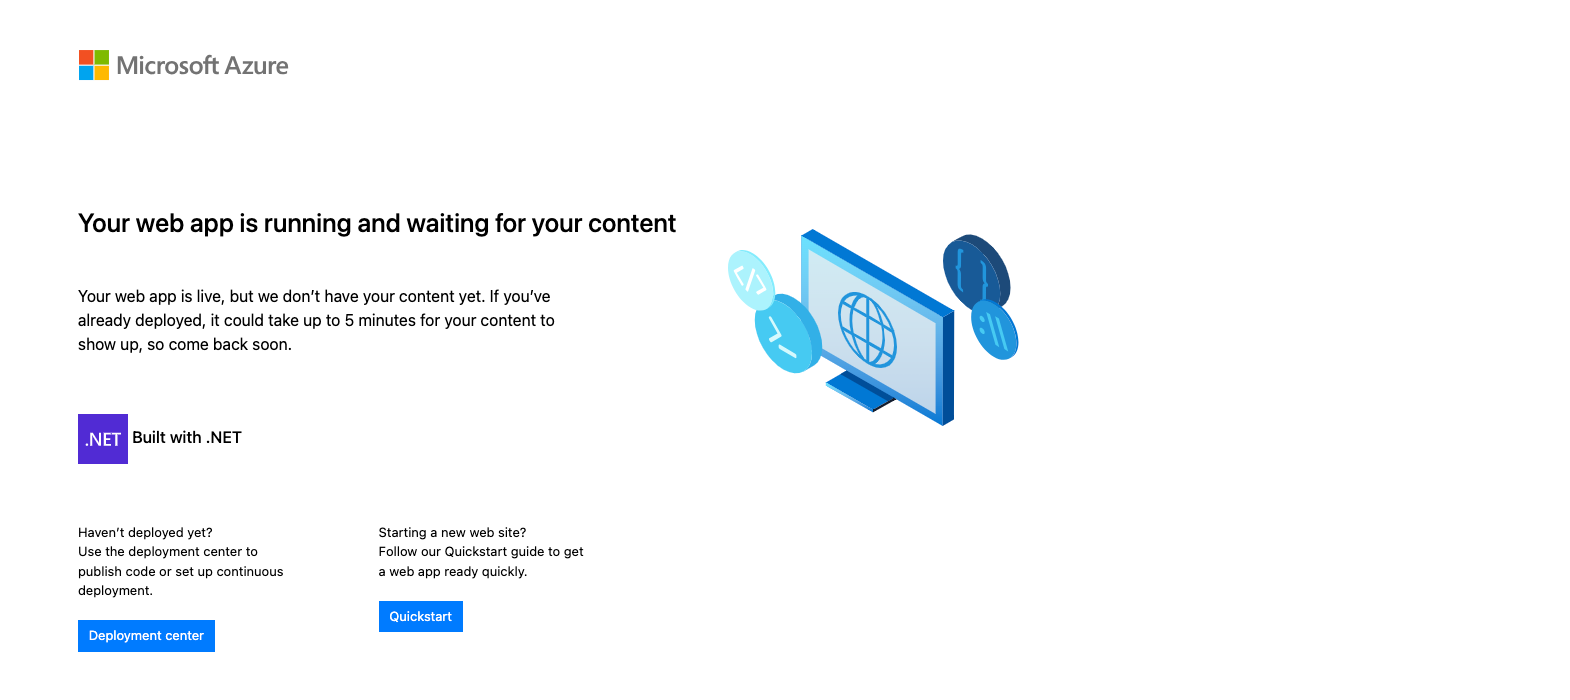 Microsoft Azure
Your web app is running and waiting for your content
Your web app is live, but we don’t have your content yet. If you’ve
already deployed, it could take up to 5 minutes for your content to
show up, so come back soon.
.NET Built with .NET
Haven’t deployed yet?
Use the deployment center to
publish code or set up continuous
deployment.
Deployment center
Starting a new web site?
Follow our Quickstart guide to get
a web app ready quickly.
Quickstart